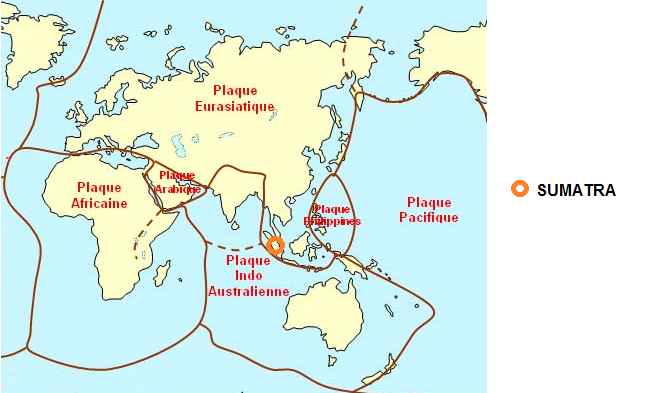 Plaque
Eurasiatique
Plaque
Arabique
Plaque
Africaine
Plaque
Philippines
Plaque
Pacifique
Plaque
Indo
Australienne
SUMATRA